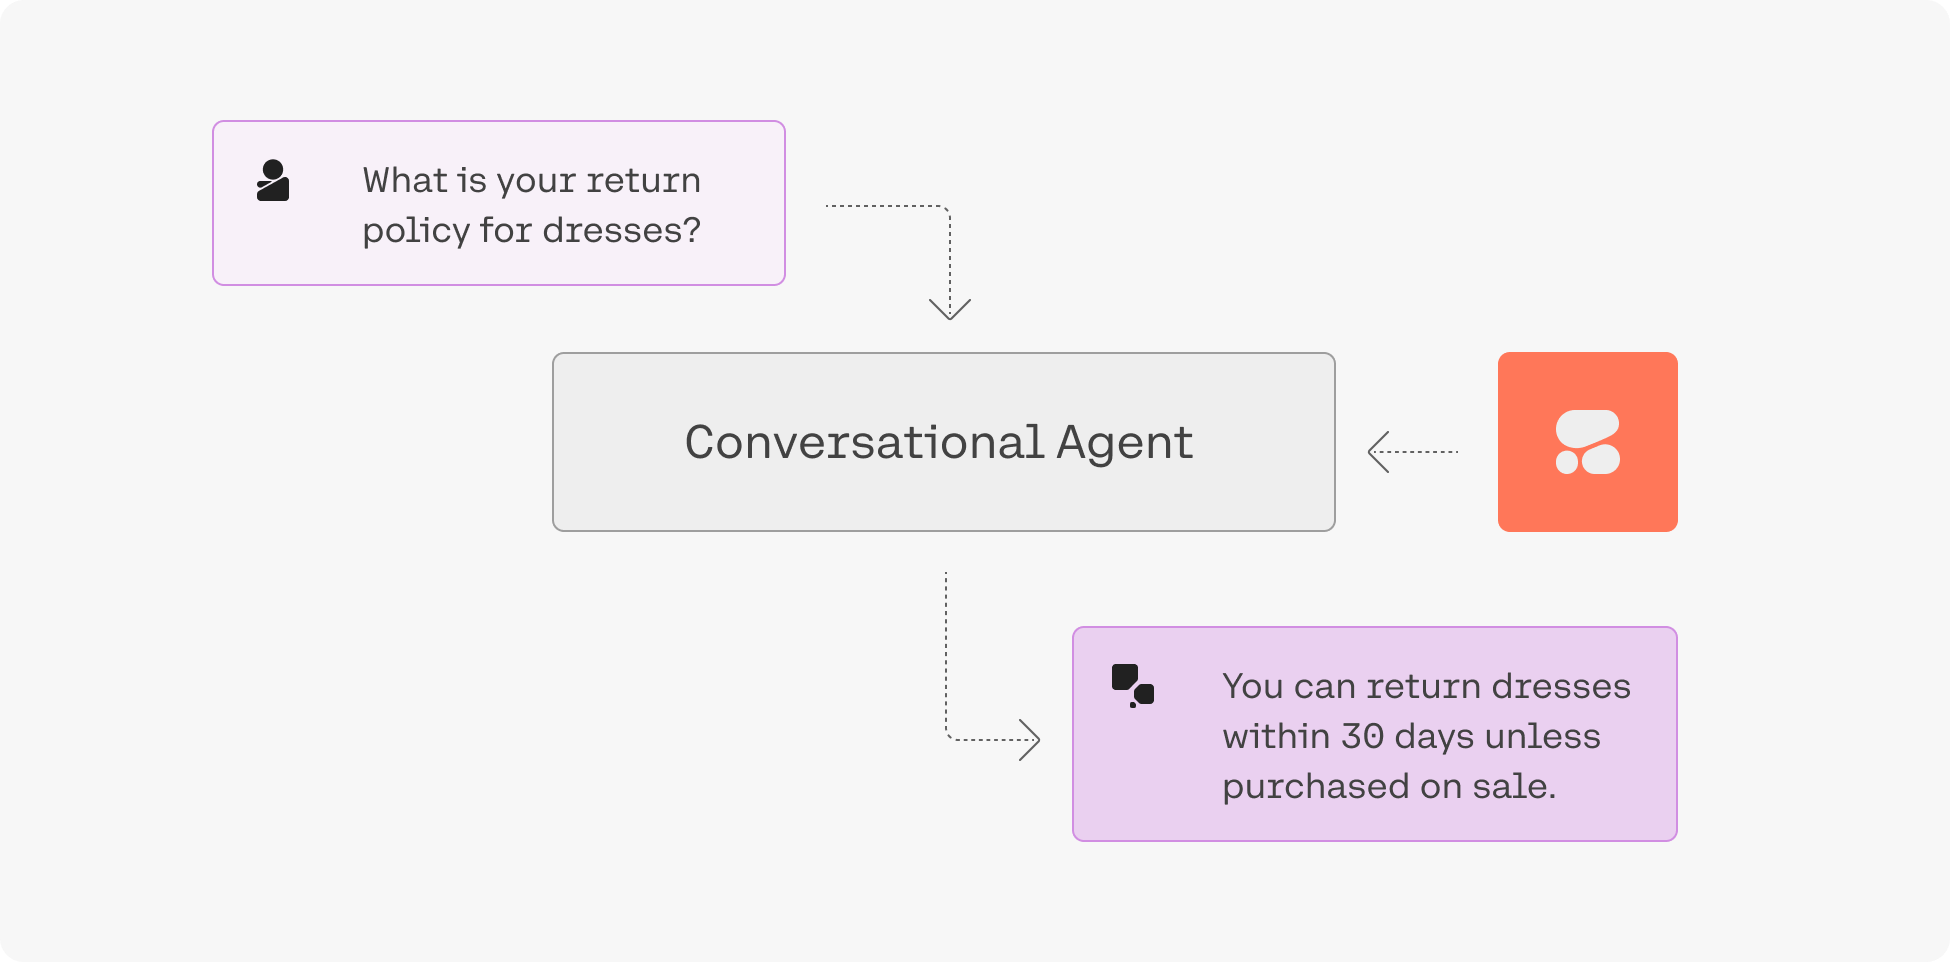 What is your return
policy for dresses?
Conversational Agent
You can return dresses
within 30 days unless
purchased on sale.